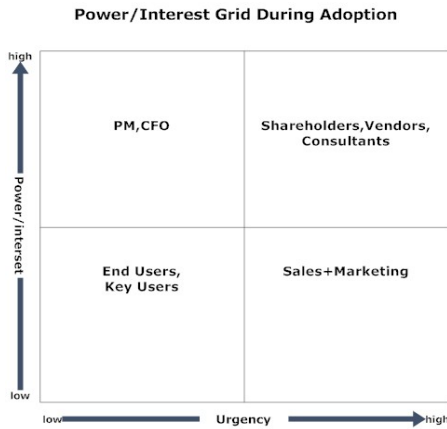 Power/Interest Grid During Adoption
high
PM,CFO
Shareholders,Vendors,
Consultants
Power/interset
End Users,
Key Users
Sales+Marketing
low
low
Urgency
high